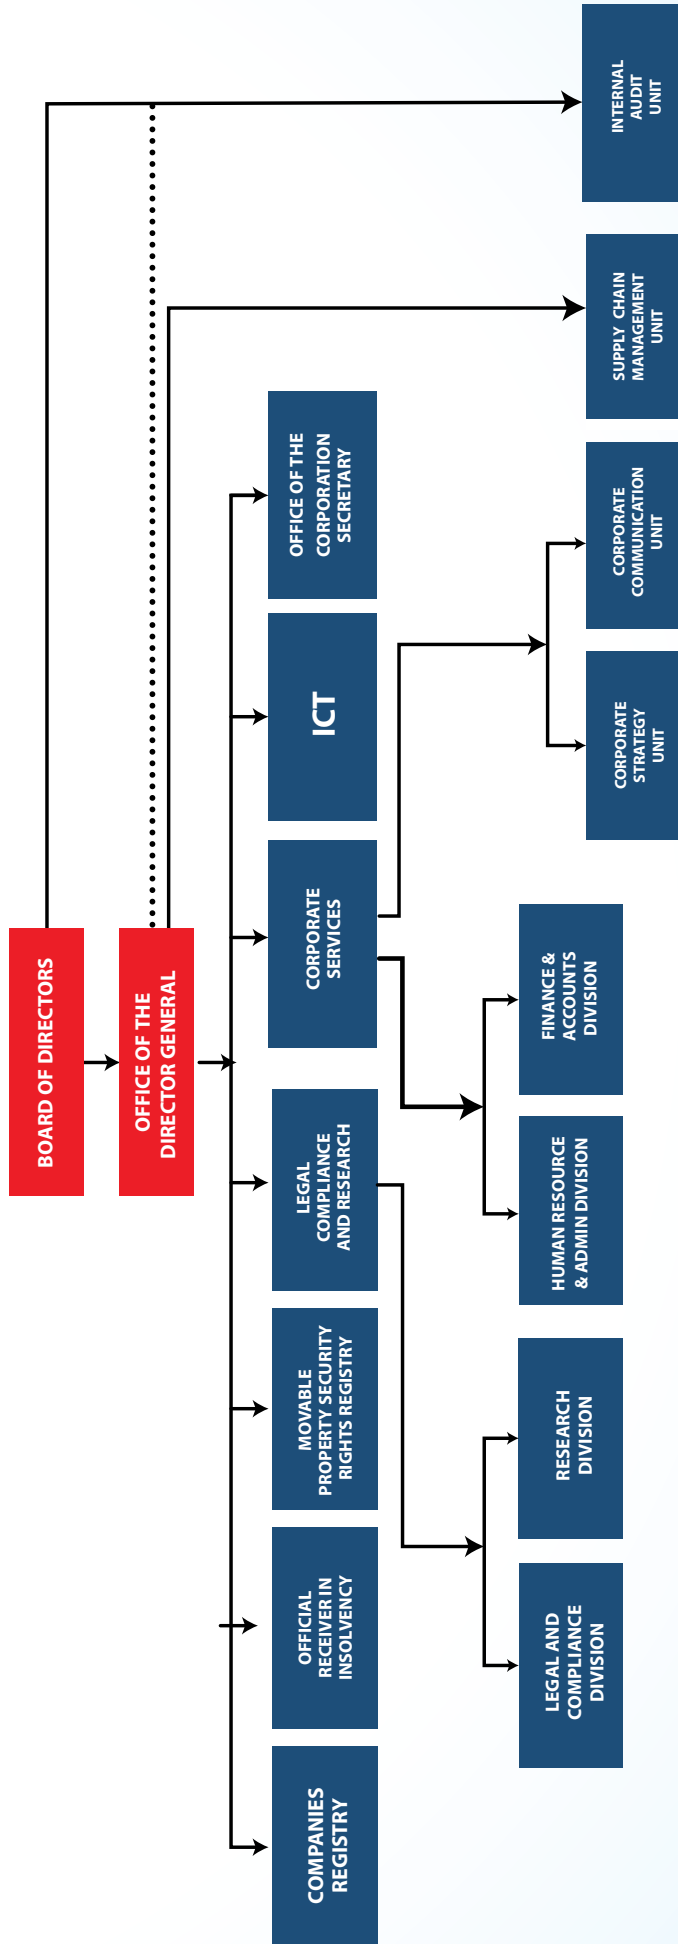 BOARD OF DIRECTORS
OFFICE OF THE
DIRECTOR GENERAL
COMPANIES
REGISTRY
OFFICIAL
RECEIVER IN
INSOLVENCY
MOVABLE
PROPERTY SECURITY
RIGHTS REGISTRY
LEGAL
COMPLIANCE
AND RESEARCH
CORPORATE
SERVICES
ICT
OFFICE OF THE
CORPORATION
SECRETARY
LEGAL AND
COMPLIANCE
DIVISION
RESEARCH
DIVISION
HUMAN RESOURCE
& ADMIN DIVISION
FINANCE &
ACCOUNTS
DIVISION
CORPORATE
STRATEGY
UNIT
CORPORATE
COMMUNICATION
UNIT
SUPPLY CHAIN
MANAGEMENT
UNIT
INTERNAL
AUDIT
UNIT